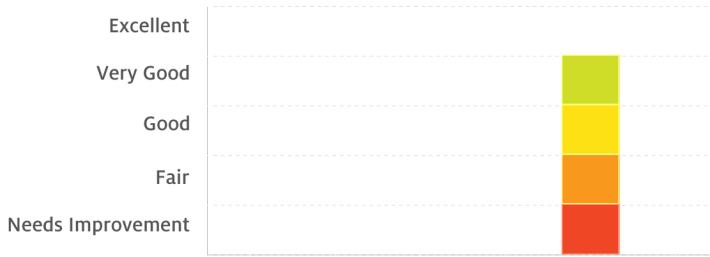 Excellent
Very Good
Good
Fair
Needs Improvement